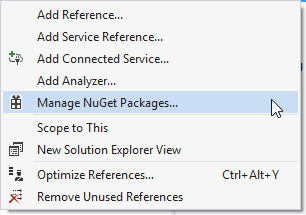 Add Reference...
Add Service Reference...
Add Connected Service...
Add Analyzer...
Manage NuGet Packages...
Scope to This
New Solution Explorer View
Optimize References... Ctrl+Alt+Y
Remove Unused References